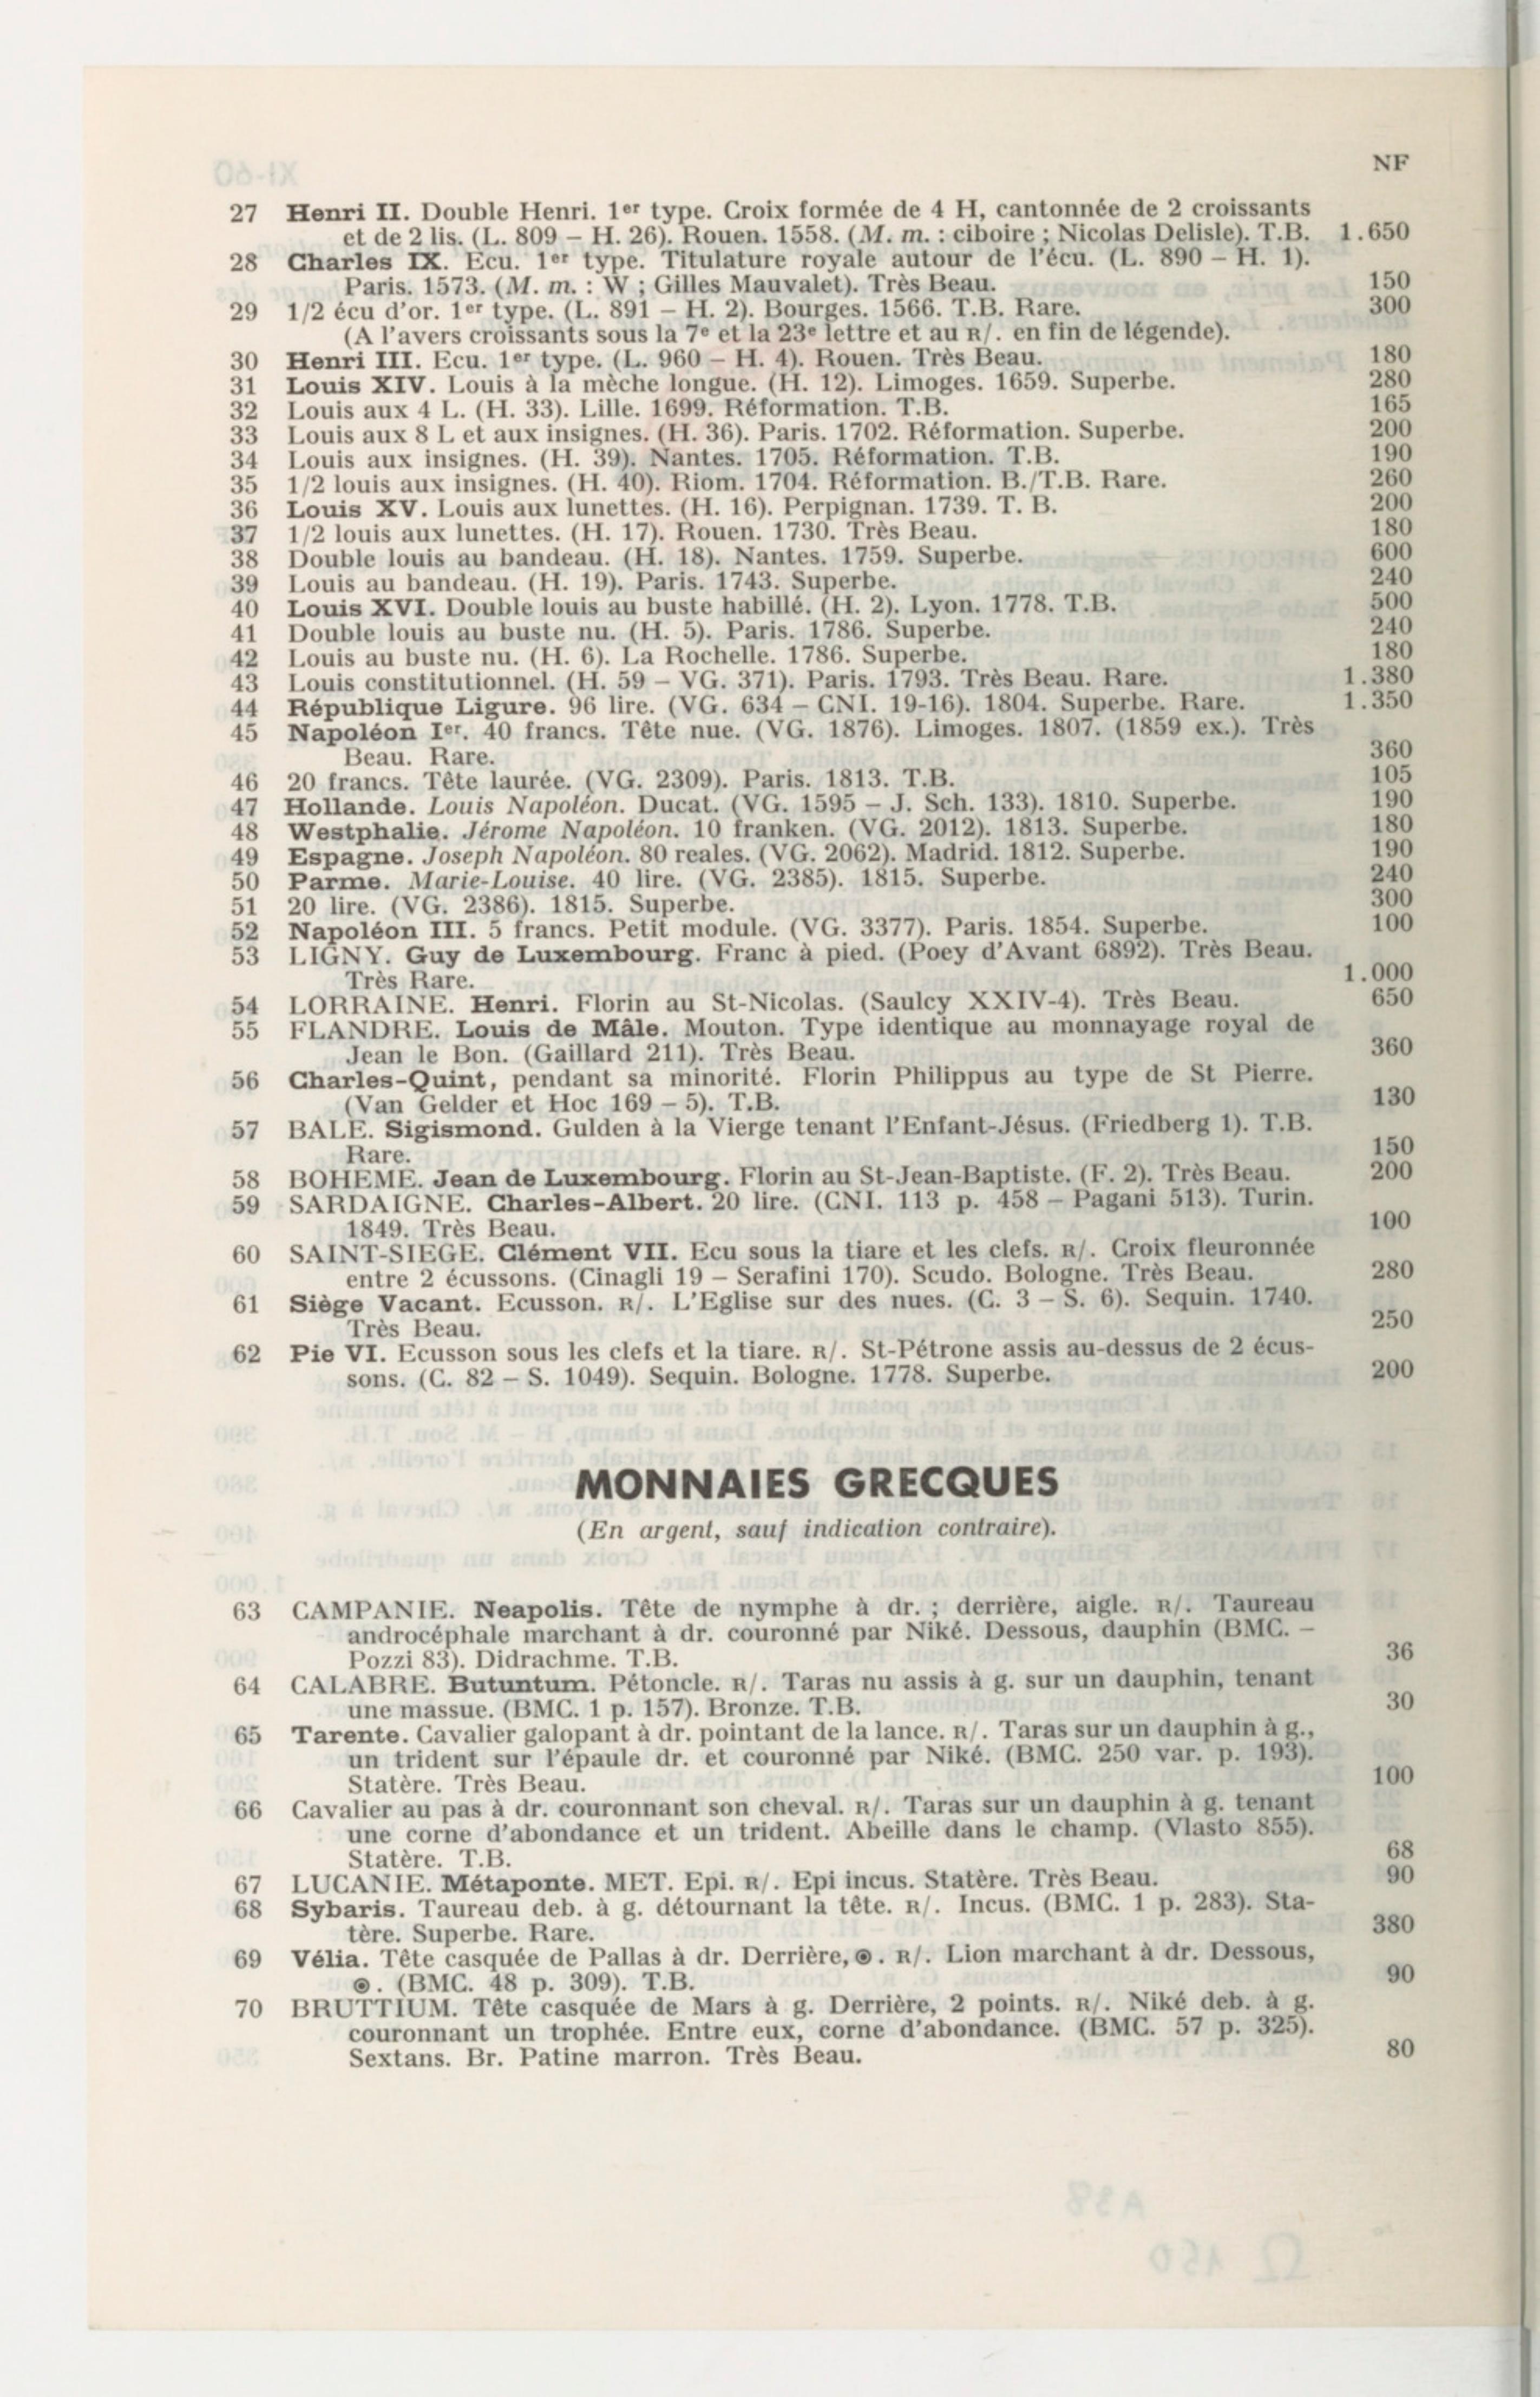 NF
27 Henri II. Double Henri. 1er type. Croix formée de 4 H, cantonnée de 2 croissants
et de 2 lis. (L. 809 – H. 26). Rouen. 1558. (M. m. : ciboire ; Nicolas Delisle). T.B. 1.650
28 Charles IX. Ecu. 1er type. Titulature royale autour de l'écu. (L. 890 – H. 1).
Paris. 1573. (M. m. : W ; Gilles Mauvalet). Très Beau. 150
29 1/2 écu d'or. 1er type. (L. 891 – H. 2). Bourges. 1566. T.B. Rare. 300
(A l'avers croissants sous la 7e et la 23e lettre et au R/. en fin de légende).
30 Henri III. Ecu. 1er type. (L. 960 – H. 4). Rouen. Très Beau. 180
31 Louis XIV. Louis à la mèche longue. (H. 12). Limoges. 1659. Superbe. 280
32 Louis aux 4 L. (H. 33). Lille. 1699. Réformation. T.B. 165
33 Louis aux 8 L et aux insignes. (H. 36). Paris. 1702. Réformation. Superbe. 200
34 Louis aux insignes. (H. 39). Nantes. 1705. Réformation. T.B. 190
35 1/2 louis aux insignes. (H. 40). Riom. 1704. Réformation. B./T.B. Rare. 260
36 Louis XV. Louis aux lunettes. (H. 16). Perpignan. 1739. T. B. 200
37 1/2 louis aux lunettes. (H. 17). Rouen. 1730. Très Beau. 180
38 Double louis au bandeau. (H. 18). Nantes. 1759. Superbe. 600
39 Louis au bandeau. (H. 19). Paris. 1743. Superbe. 240
40 Louis XVI. Double louis au buste habillé. (H. 2). Lyon. 1778. T.B. 500
41 Double louis au buste nu. (H. 5). Paris. 1786. Superbe. 240
42 Louis au buste nu. (H. 6). La Rochelle. 1786. Superbe. 180
43 Louis constitutionnel. (H. 59 – VG. 371). Paris. 1793. Très Beau. Rare. 1.380
44 République Ligure. 96 lire. (VG. 634 – CNI. 19-16). 1804. Superbe. Rare. 1.350
45 Napoléon Ier. 40 francs. Tête nue. (VG. 1876). Limoges. 1807. (1859 ex.). Très
Beau. Rare. 360
46 20 francs. Tête laurée. (VG. 2309). Paris. 1813. T.B. 105
47 Hollande. Louis Napoléon. Ducat. (VG. 1595 – J. Sch. 133). 1810. Superbe. 190
48 Westphalie. Jérome Napoléon. 10 franken. (VG. 2012). 1813. Superbe. 180
49 Espagne. Joseph Napoléon. 80 reales. (VG. 2062). Madrid. 1812. Superbe. 190
50 Parme. Marie-Louise. 40 lire. (VG. 2385). 1815. Superbe. 240
51 20 lire. (VG. 2386). 1815. Superbe. 300
52 Napoléon III. 5 francs. Petit module. (VG. 3377). Paris. 1854. Superbe. 100
53 LIGNY. Guy de Luxembourg. Franc à pied. (Poey d'Avant 6892). Très Beau.
Très Rare. 1.000
54 LORRAINE. Henri. Florin au St-Nicolas. (Saulcy XXIV-4). Très Beau. 650
55 FLANDRE. Louis de Mâle. Mouton. Type identique au monnayage royal de
Jean le Bon. (Gaillard 211). Très Beau. 360
56 Charles-Quint, pendant sa minorité. Florin Philippus au type de St Pierre.
(Van Gelder et Hoc 169 – 5). T.B. 130
57 BALE. Sigismond. Gulden à la Vierge tenant l'Enfant-Jésus. (Friedberg 1). T.B.
Rare. 150
58 BOHEME. Jean de Luxembourg. Florin au St-Jean-Baptiste. (F. 2). Très Beau. 200
59 SARDAIGNE. Charles-Albert. 20 lire. (CNI. 113 p. 458 – Pagani 513). Turin.
1849. Très Beau. 100
60 SAINT-SIEGE. Clément VII. Ecu sous la tiare et les clefs. R/. Croix fleuronnée
entre 2 écussons. (Cinagli 19 – Serafini 170). Scudo. Bologne. Très Beau. 280
61 Siège Vacant. Ecusson. R/. L'Eglise sur des nues. (C. 3 – S. 6). Sequin. 1740.
Très Beau. 250
62 Pie VI. Ecusson sous les clefs et la tiare. R/. St-Pétrone assis au-dessus de 2 écus-
sons. (C. 82 – S. 1049). Sequin. Bologne. 1778. Superbe. 200
MONNAIES GRECQUES
(En argent, sauf indication contraire).
63 CAMPANIE. Neapolis. Tête de nymphe à dr. ; derrière, aigle. R/. Taureau
androcéphale marchant à dr. couronné par Niké. Dessous, dauphin (BMC. –
Pozzi 83). Didrachme. T.B. 36
64 CALABRE. Butuntum. Pétoncle. R/. Taras nu assis à g. sur un dauphin, tenant
une massue. (BMC. 1 p. 157). Bronze. T.B. 30
65 Tarente. Cavalier galopant à dr. pointant de la lance. R/. Taras sur un dauphin à g.,
un trident sur l'épaule dr. et couronné par Niké. (BMC. 250 var. p. 193).
Statère. Très Beau. 100
66 Cavalier au pas à dr. couronnant son cheval. R/. Taras sur un dauphin à g. tenant
une corne d'abondance et un trident. Abeille dans le champ. (Vlasto 855).
Statère. T.B. 68
67 LUCANIE. Métaponte. MET. Epi. R/. Epi incus. Statère. Très Beau. 90
68 Sybaris. Taureau deb. à g. détournant la tête. R/. Incus. (BMC. 1 p. 283). Sta-
tère. Superbe. Rare. 380
69 Vélia. Tête casquée de Pallas à dr. Derrière, ⊙. R/. Lion marchant à dr. Dessous,
⊙. (BMC. 48 p. 309). T.B. 90
70 BRUTTIUM. Tête casquée de Mars à g. Derrière, 2 points. R/. Niké deb. à g.
couronnant un trophée. Entre eux, corne d'abondance. (BMC. 57 p. 325).
Sextans. Br. Patine marron. Très Beau. 80